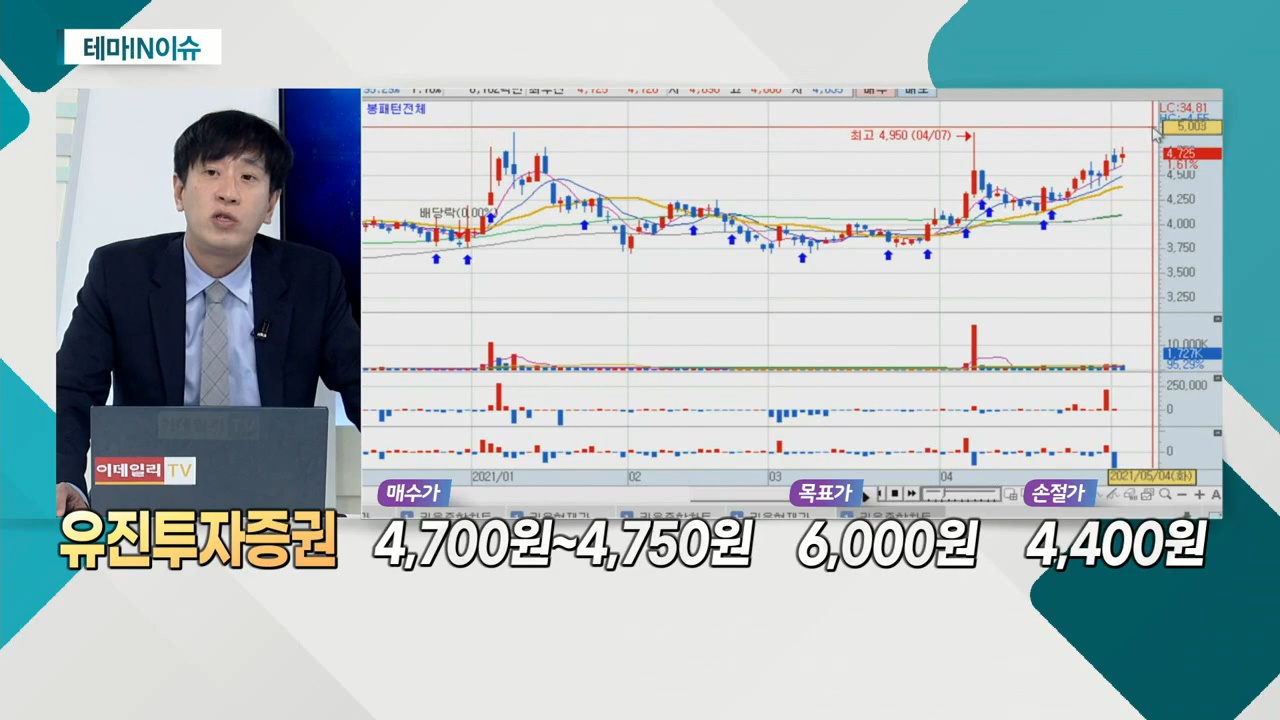 테마IN이슈
봉패턴전체
LC:34.81
5,003
최고 4,950 (04/07)
4,725
1.61%
4,500
배당락(0.00%)
4,250
4,000
3,750
3,500
3,250
10,000K
1,727K
95.29%
250,000
0
0
2021/01 02 03 04 2021/05/04(화)
이데일리 TV
매수가 목표가 손절가
유진투자증권 4,700원~4,750원 6,000원 4,400원